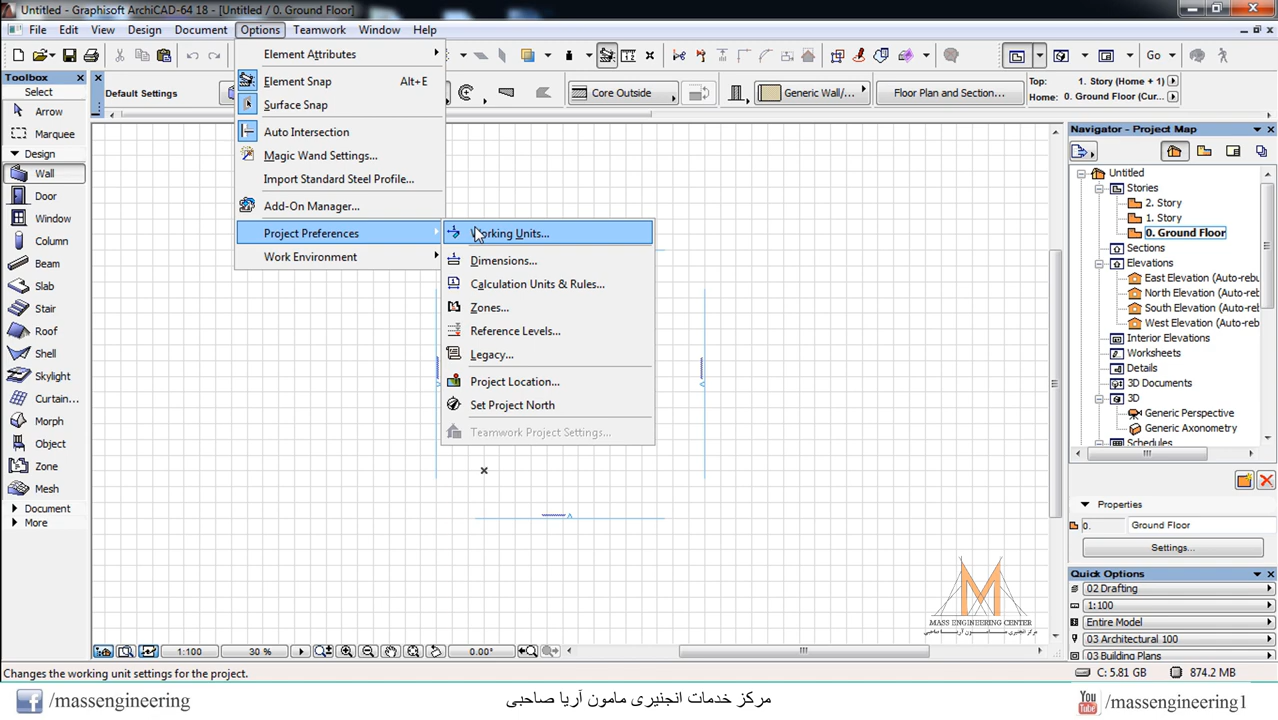 Untitled - Graphisoft ArchiCAD-64 18 - [Untitled / 0. Ground Floor]
File Edit View Design Document Options Teamwork Window Help
Go
Toolbox
Select
Arrow
Marquee
Design
Wall
Door
Window
Column
Beam
Slab
Stair
Roof
Shell
Skylight
Curtain...
Morph
Object
Zone
Mesh
Document
More
Default Settings
Core Outside
Generic Wall/...
Floor Plan and Section...
Top: 1. Story (Home + 1)
Home: 0. Ground Floor (Cur...
Element Attributes
Element Snap Alt+E
Surface Snap
Auto Intersection
Magic Wand Settings...
Import Standard Steel Profile...
Add-On Manager...
Project Preferences
Work Environment
Working Units...
Dimensions...
Calculation Units & Rules...
Zones...
Reference Levels...
Legacy...
Project Location...
Set Project North
Teamwork Project Settings...
Navigator - Project Map
Untitled
Stories
2. Story
1. Story
0. Ground Floor
Sections
Elevations
East Elevation (Auto-reb
North Elevation (Auto-re
South Elevation (Auto-re
West Elevation (Auto-reb
Interior Elevations
Worksheets
Details
3D Documents
3D
Generic Perspective
Generic Axonometry
Schedules
Properties
0. Ground Floor
Settings...
Quick Options
02 Drafting
1:100
Entire Model
03 Architectural 100
03 Building Plans
MASS ENGINEERING CENTER
مرکز انجنیری مامون آریا صاحبی
1:100 30 % 0.00°
Changes the working unit settings for the project.
C: 5.81 GB 874.2 MB
/massengineering
مرکز خدمات انجنیری مامون آریا صاحبی
You Tube /massengineering1